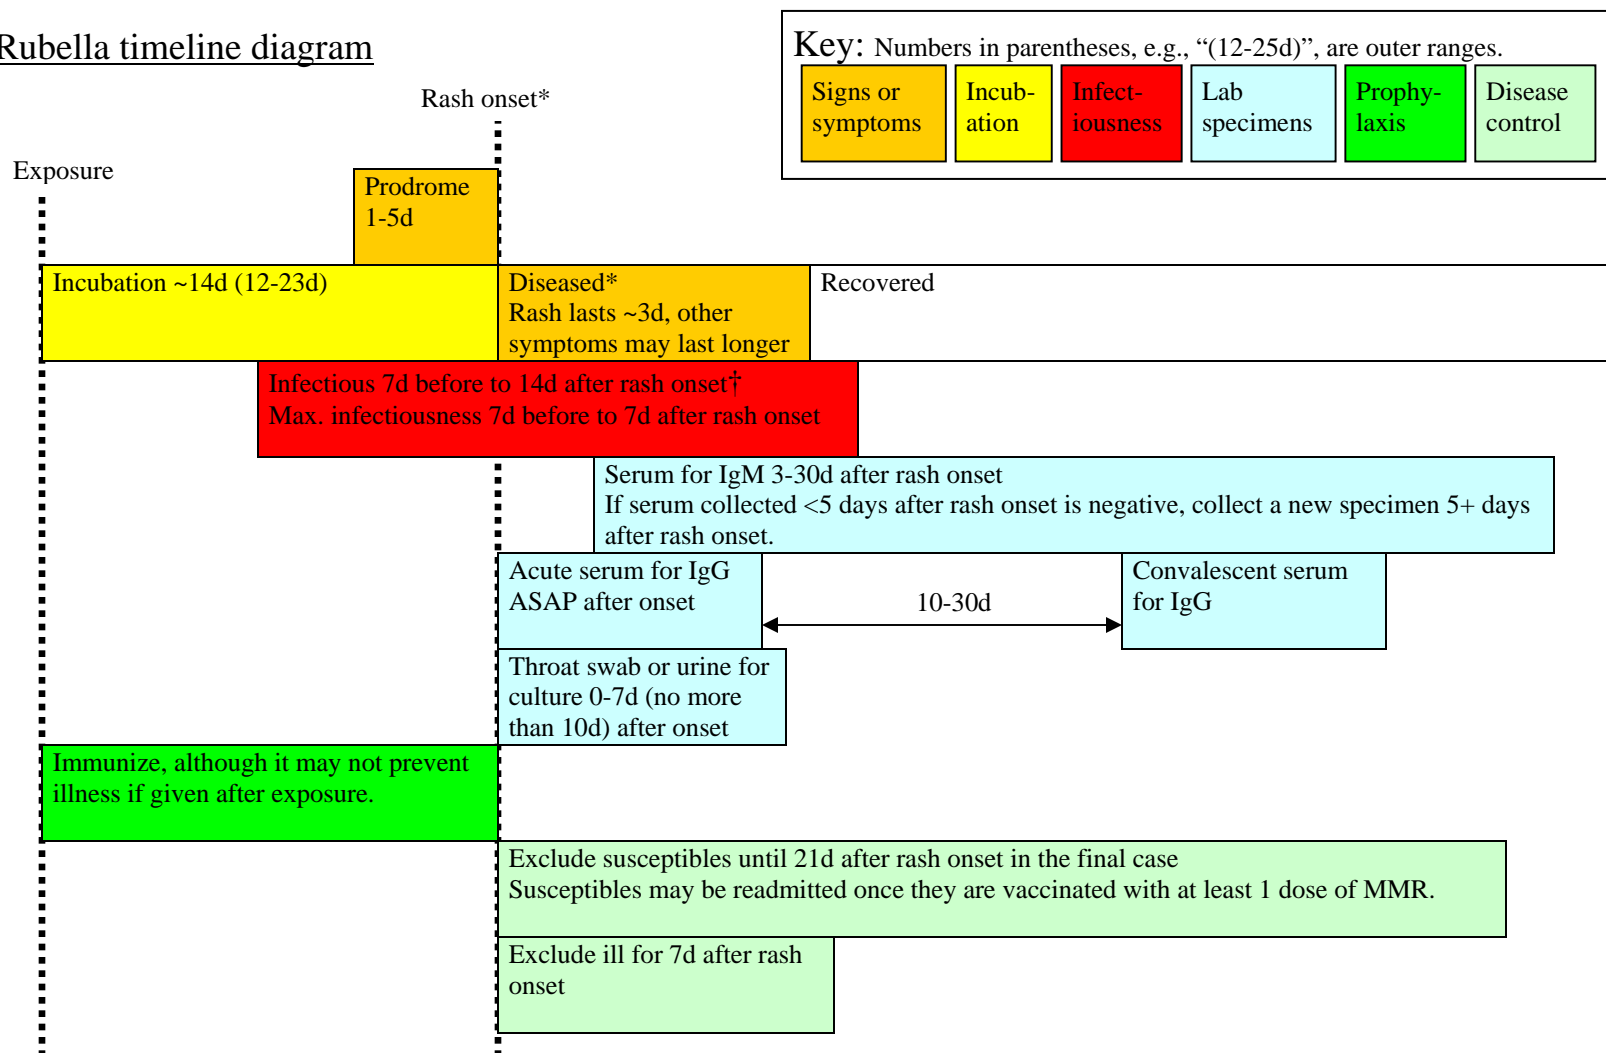 Rubella timeline diagram
Key: Numbers in parentheses, e.g., “(12-25d)”, are outer ranges.
Signs or
symptoms
Incub-
ation
Infect-
iousness
Lab
specimens
Prophy-
laxis
Disease
control
Rash onset*
Exposure
Prodrome
1-5d
Incubation ~14d (12-23d)
Diseased*
Rash lasts ~3d, other
symptoms may last longer
Recovered
Infectious 7d before to 14d after rash onset†
Max. infectiousness 7d before to 7d after rash onset
Serum for IgM 3-30d after rash onset
If serum collected <5 days after rash onset is negative, collect a new specimen 5+ days
after rash onset.
Acute serum for IgG
ASAP after onset
10-30d
Convalescent serum
for IgG
Throat swab or urine for
culture 0-7d (no more
than 10d) after onset
Immunize, although it may not prevent
illness if given after exposure.
Exclude susceptibles until 21d after rash onset in the final case
Susceptibles may be readmitted once they are vaccinated with at least 1 dose of MMR.
Exclude ill for 7d after rash
onset